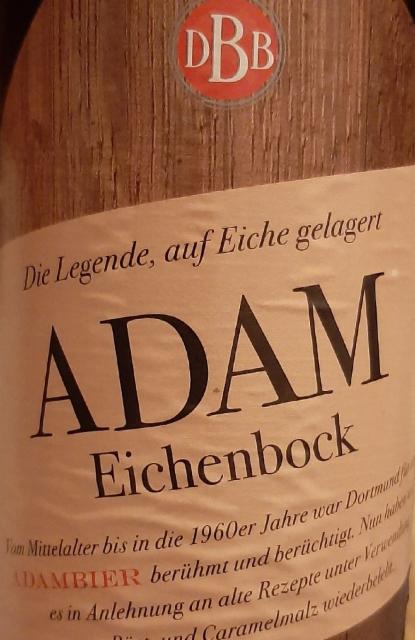 DBB
Die Legende, auf Eiche gelagert
ADAM
Eichenbock
Vom Mittelalter bis in die 1960er Jahre war Dortmund
ADAMBIER berühmt und berüchtigt. Nun haben
es in Anlehnung an alte Rezepte unter
und Caramelmalz wiederbelebt.